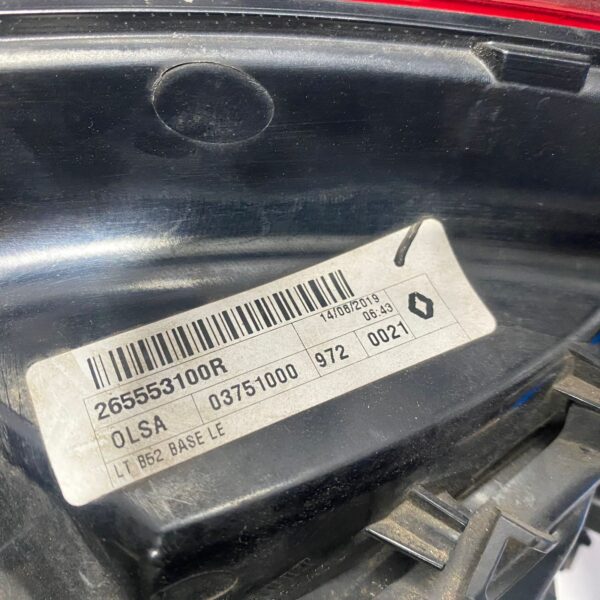 14/08/2019
06:43
265553100R
OLSA 03751000 972 0021
LT B52 BASE LE